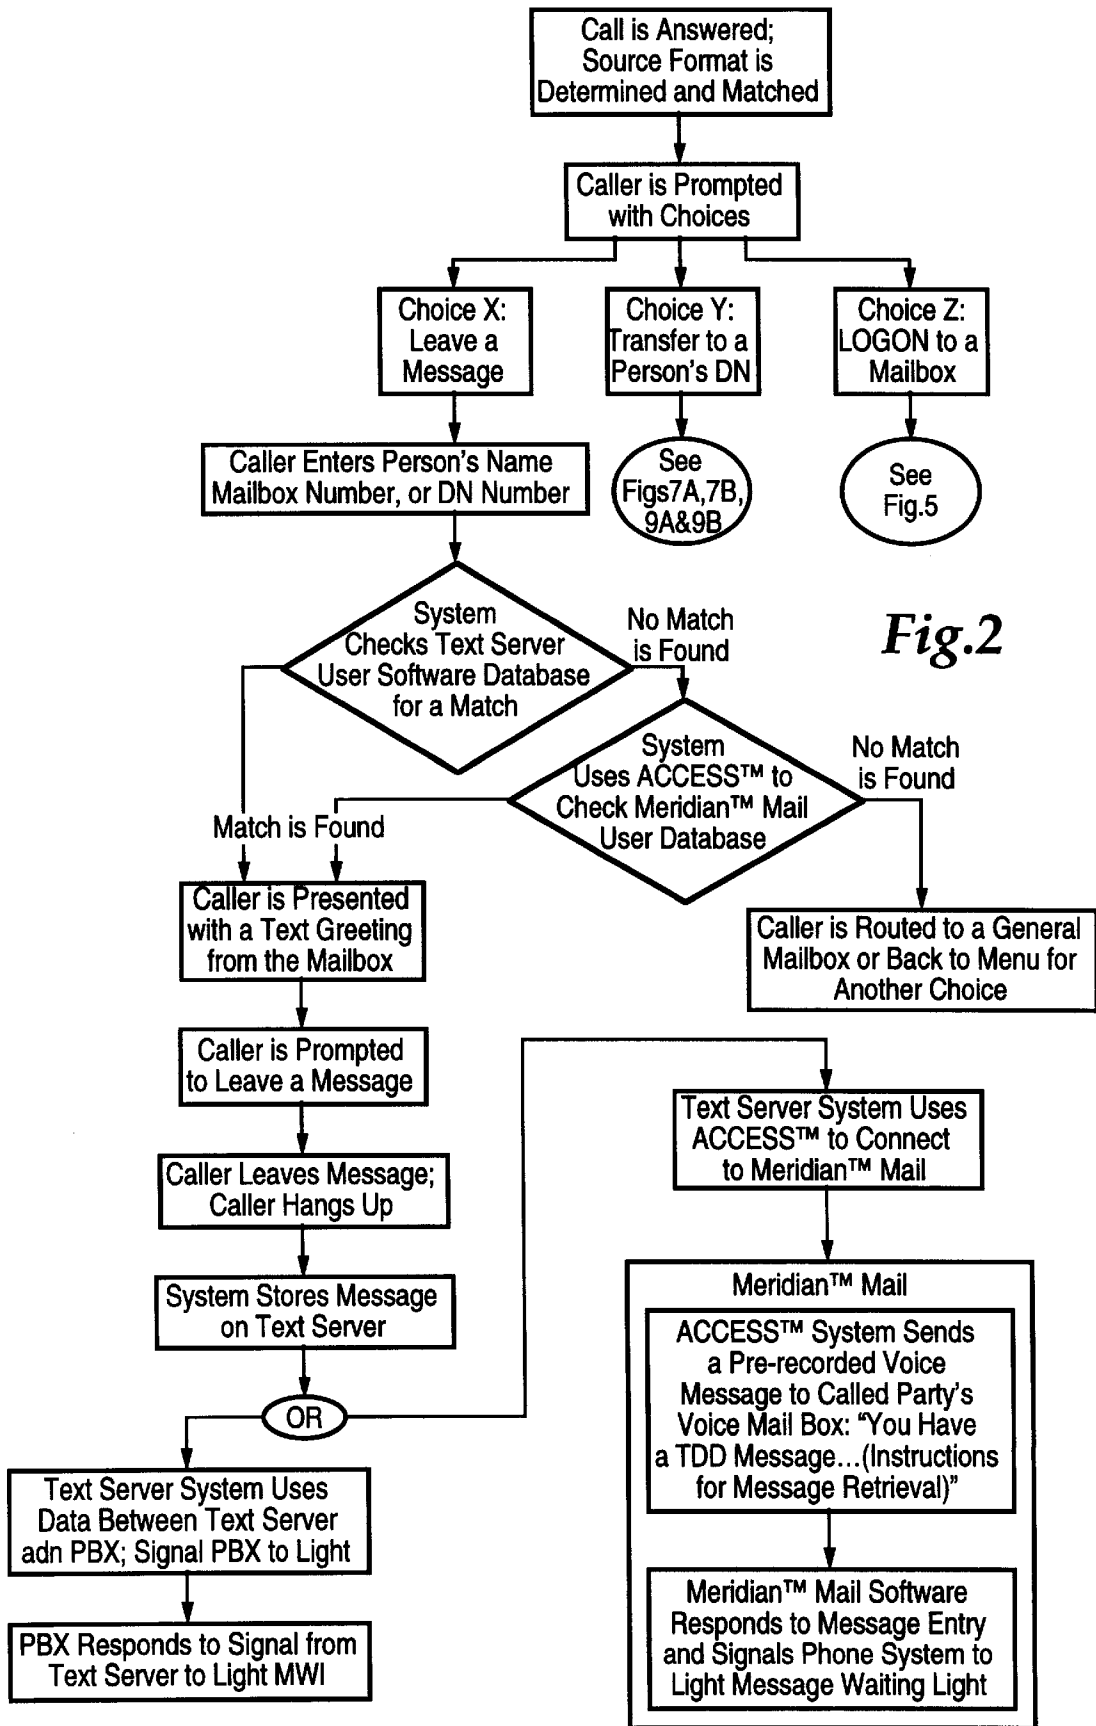 Call is Answered;
Source Format is
Determined and Matched
Caller is Prompted
with Choices
Choice X:
Leave a
Message
Choice Y:
Transfer to a
Person's DN
Choice Z:
LOGON to a
Mailbox
Caller Enters Person's Name
Mailbox Number, or DN Number
See
Figs7A,7B,
9A&9B
See
Fig.5
System
Checks Text Server
User Software Database
for a Match
No Match
is Found
Fig.2
System
Uses ACCESS™ to
Check Meridian™ Mail
User Database
No Match
is Found
Match is Found
Caller is Presented
with a Text Greeting
from the Mailbox
Caller is Routed to a General
Mailbox or Back to Menu for
Another Choice
Caller is Prompted
to Leave a Message
Text Server System Uses
ACCESS™ to Connect
to Meridian™ Mail
Caller Leaves Message;
Caller Hangs Up
System Stores Message
on Text Server
Meridian™ Mail
ACCESS™ System Sends
a Pre-recorded Voice
Message to Called Party's
Voice Mail Box: “You Have
a TDD Message...(Instructions
for Message Retrieval)”
OR
Text Server System Uses
Data Between Text Server
adn PBX; Signal PBX to Light
Meridian™ Mail Software
Responds to Message Entry
and Signals Phone System to
Light Message Waiting Light
PBX Responds to Signal from
Text Server to Light MWI